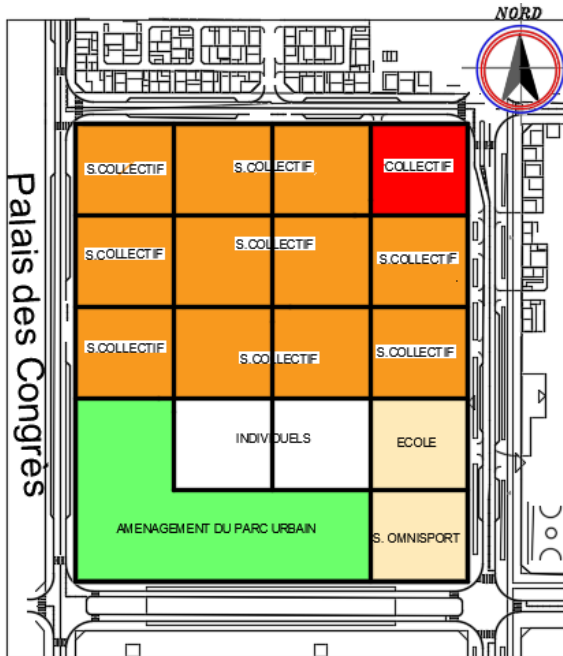 NORD
S.COLLECTIF
S.COLLECTIF
COLLECTIF
S.COLLECTIF
S.COLLECTIF
S.COLLECTIF
S.COLLECTIF
S.COLLECTIF
S.COLLECTIF
INDIVIDUELS
ECOLE
AMENAGEMENT DU PARC URBAIN
S. OMNISPORT
Palais des Congrès